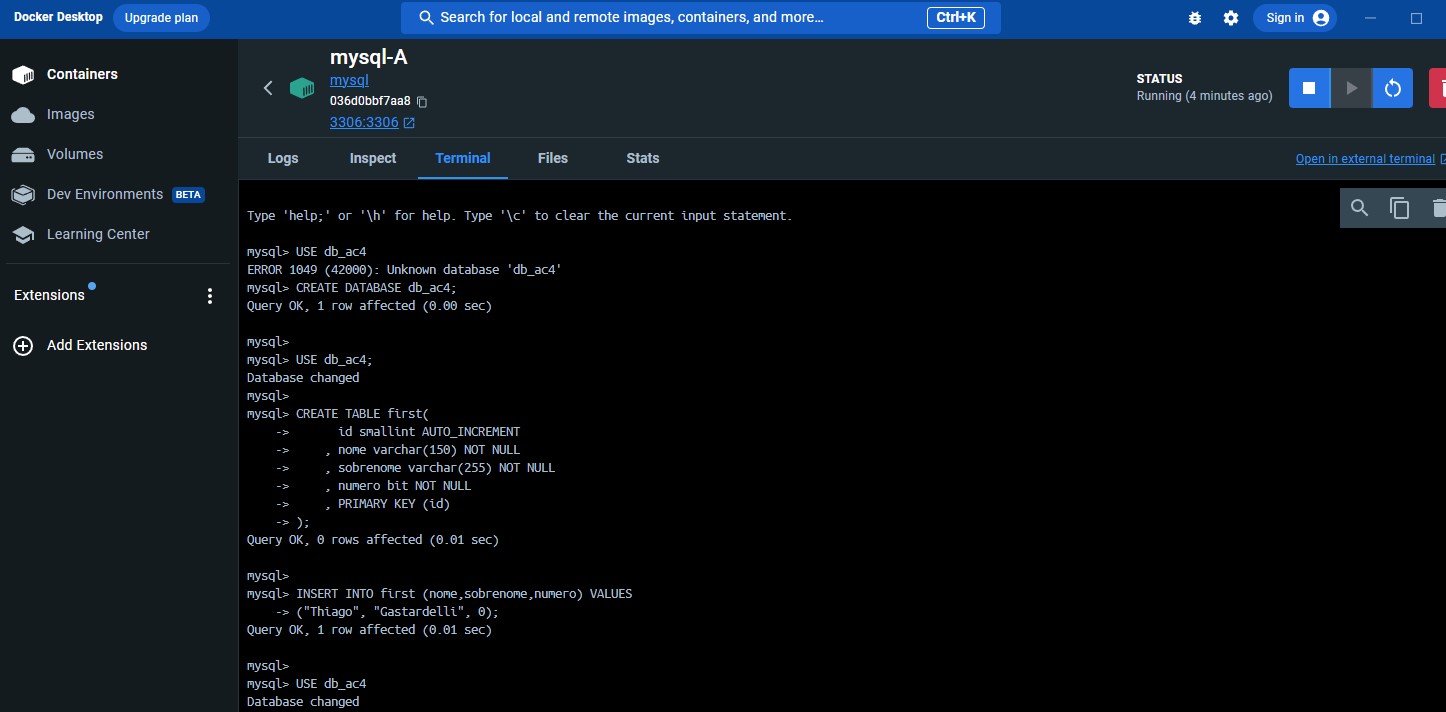 Docker Desktop
Upgrade plan
Search for local and remote images, containers, and more...
Ctrl+K
Sign in
Containers
Images
Volumes
Dev Environments BETA
Learning Center
Extensions
Add Extensions
mysql-A
mysql
036d0bbf7aa8
3306:3306
STATUS
Running (4 minutes ago)
Logs
Inspect
Terminal
Files
Stats
Open in external terminal
Type 'help;' or '\h' for help. Type '\c' to clear the current input statement.
mysql> USE db_ac4
ERROR 1049 (42000): Unknown database 'db_ac4'
mysql> CREATE DATABASE db_ac4;
Query OK, 1 row affected (0.00 sec)
mysql>
mysql> USE db_ac4;
Database changed
mysql>
mysql> CREATE TABLE first(
    ->       id smallint AUTO_INCREMENT
    ->     , nome varchar(150) NOT NULL
    ->     , sobrenome varchar(255) NOT NULL
    ->     , numero bit NOT NULL
    ->     , PRIMARY KEY (id)
    -> );
Query OK, 0 rows affected (0.01 sec)
mysql>
mysql> INSERT INTO first (nome,sobrenome,numero) VALUES
    -> ("Thiago", "Gastardelli", 0);
Query OK, 1 row affected (0.01 sec)
mysql>
mysql> USE db_ac4
Database changed